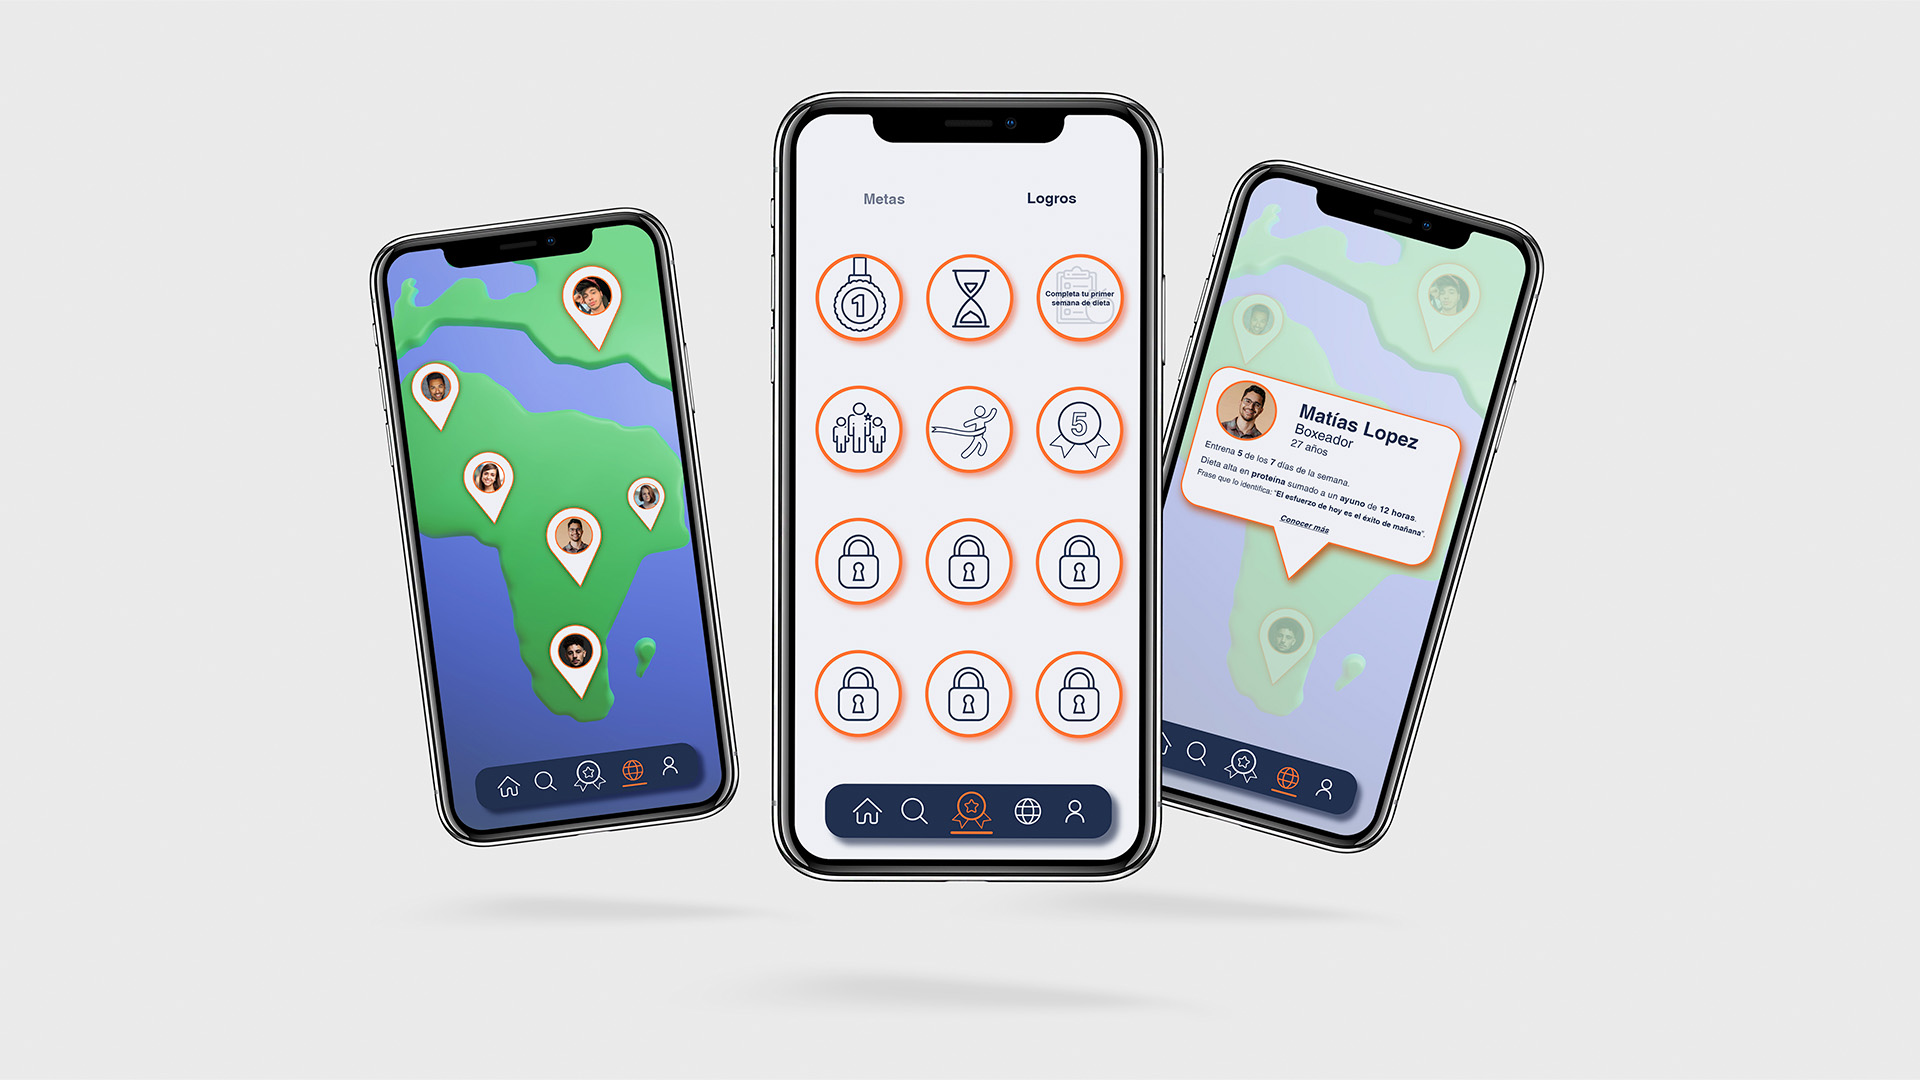 Metas
Logros
1
Completa tu primer
semana de dieta
5
Matías Lopez
Boxeador
27 años
Entrena 5 de los 7 días de la semana.
Dieta alta en proteína sumado a un ayuno de 12 horas.
Frase que lo identifica: "El esfuerzo de hoy es el éxito de mañana".
Conocer más